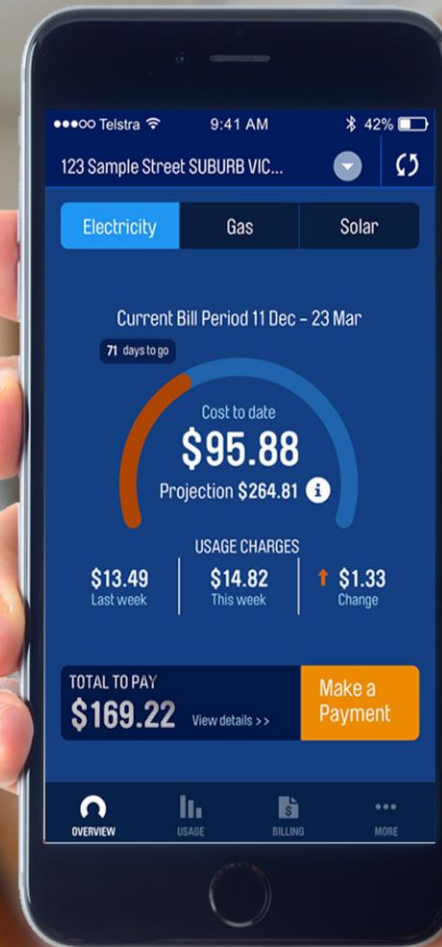 Telstra 9:41 AM 42%
123 Sample Street SUBURB VIC...
Electricity Gas Solar
Current Bill Period 11 Dec – 23 Mar
71 days to go
Cost to date
$95.88
Projection $264.81 i
USAGE CHARGES
$13.49 $14.82 $1.33
Last week This week Change
TOTAL TO PAY
$169.22 View details >>
Make a
Payment
OVERVIEW USAGE BILLING MORE